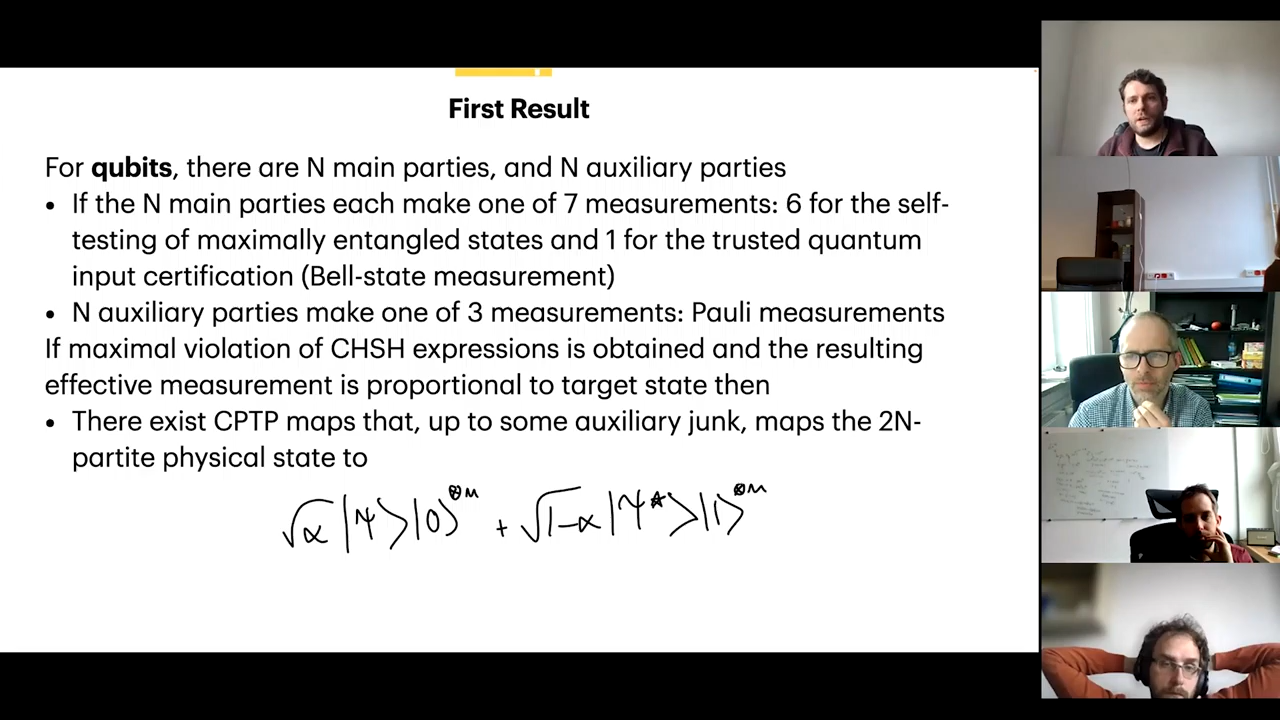 First Result
For qubits, there are N main parties, and N auxiliary parties
• If the N main parties each make one of 7 measurements: 6 for the self-
testing of maximally entangled states and 1 for the trusted quantum
input certification (Bell-state measurement)
• N auxiliary parties make one of 3 measurements: Pauli measurements
If maximal violation of CHSH expressions is obtained and the resulting
effective measurement is proportional to target state then
• There exist CPTP maps that, up to some auxiliary junk, maps the 2N-
partite physical state to
√α |Ψ>|0>^⊗N + √1-α |Ψ*>|1>^⊗N